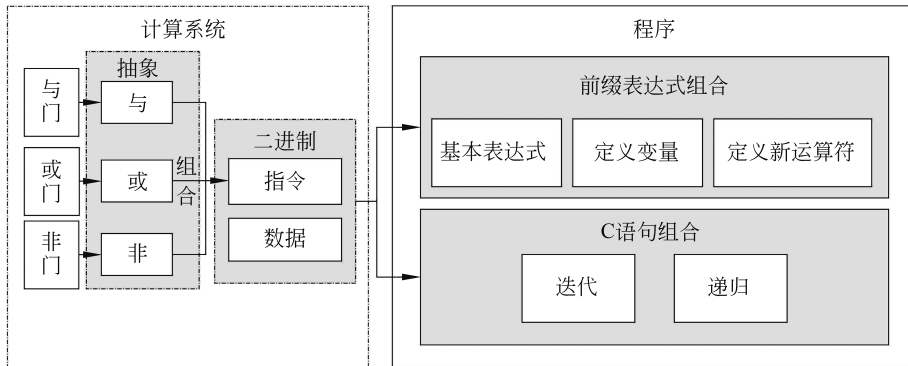 计算系统
抽象
与门
与
或门
或
非门
非
组合
二进制
指令
数据
程序
前缀表达式组合
基本表达式
定义变量
定义新运算符
C语句组合
迭代
递归